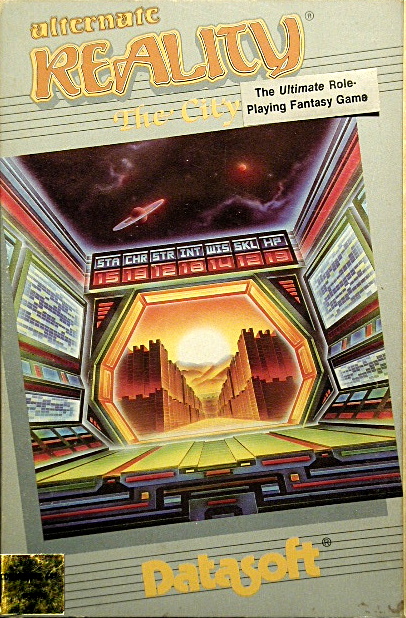 alternate
REALITY®
The City
The Ultimate Role-
Playing Fantasy Game
STA CHR STR INT WIS SKL HP
Datasoft®